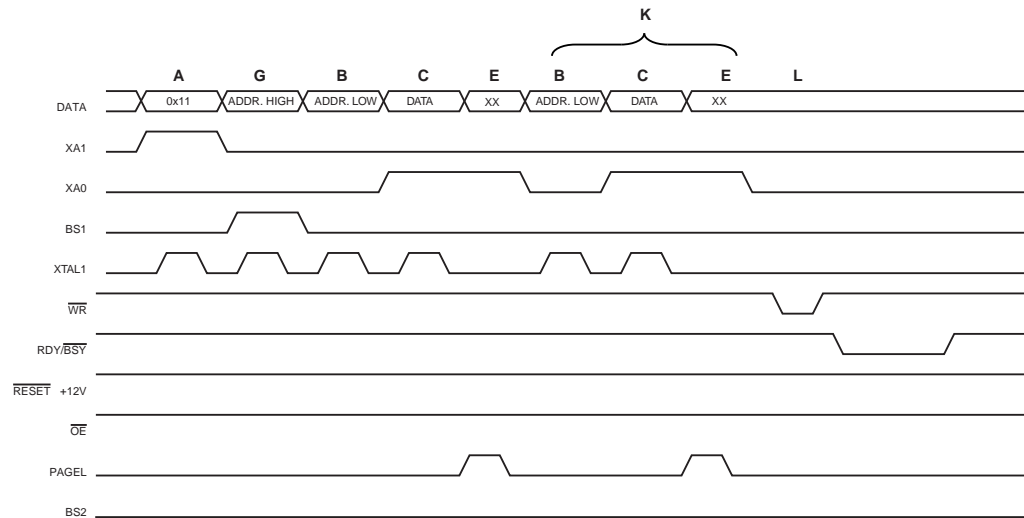 K
A G B C E B C E L
DATA 0x11 ADDR. HIGH ADDR. LOW DATA XX ADDR. LOW DATA XX
XA1
XA0
BS1
XTAL1
WR
RDY/BSY
RESET +12V
OE
PAGEL
BS2